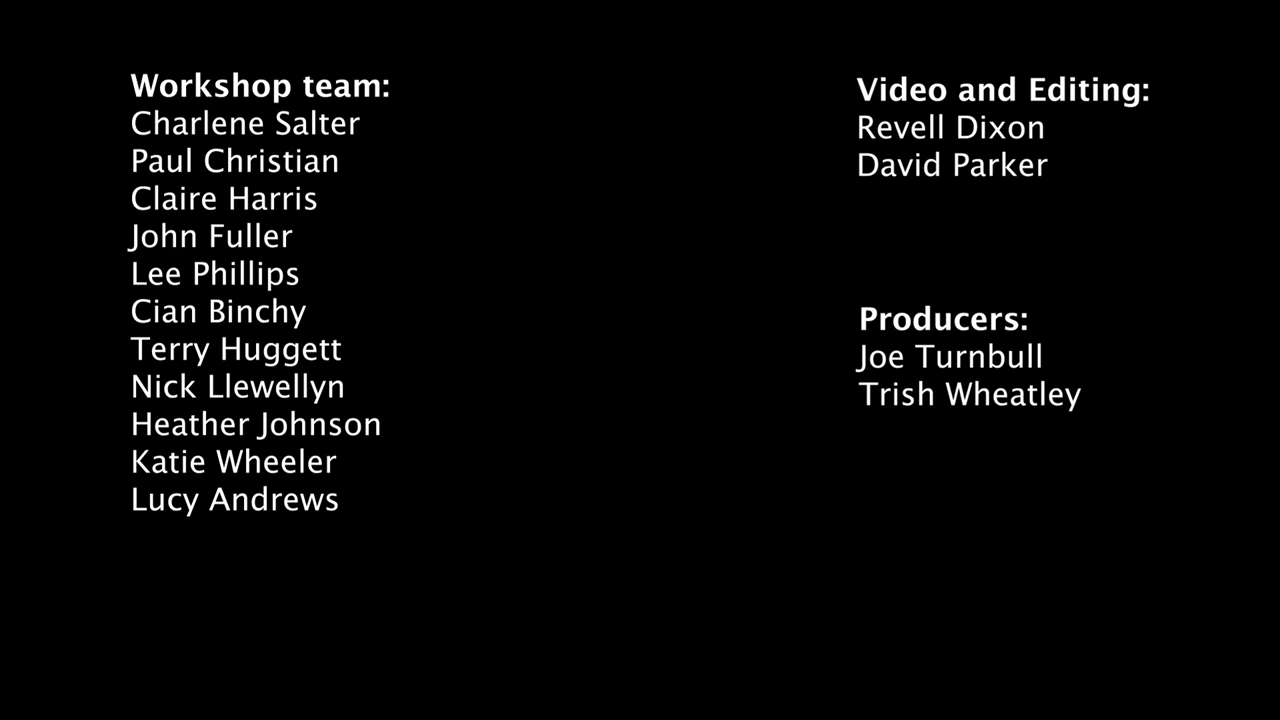 Workshop team:
Charlene Salter
Paul Christian
Claire Harris
John Fuller
Lee Phillips
Cian Binchy
Terry Huggett
Nick Llewellyn
Heather Johnson
Katie Wheeler
Lucy Andrews
Video and Editing:
Revell Dixon
David Parker
Producers:
Joe Turnbull
Trish Wheatley